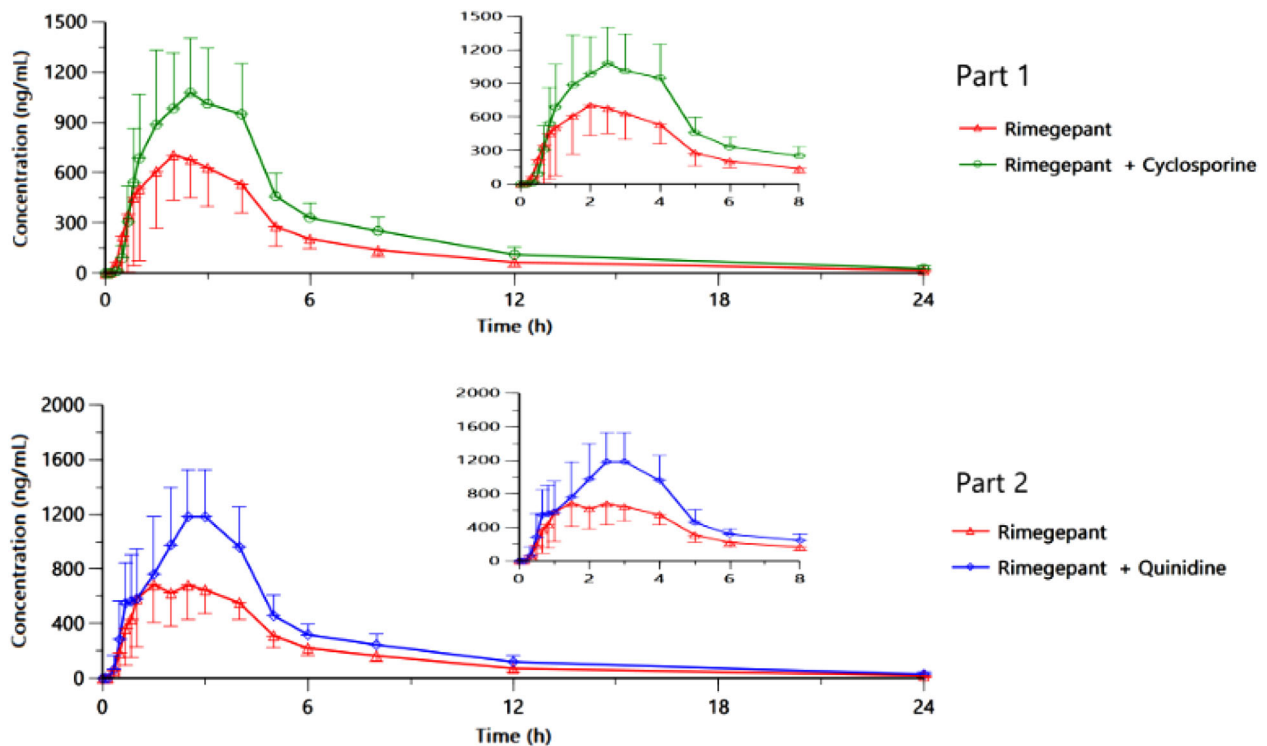 1500
1200
900
600
300
0
Concentration (ng/mL)
0 6 12 18 24
Time (h)
1500
1200
900
600
300
0
0 2 4 6 8
Part 1
Rimegepant
Rimegepant + Cyclosporine
2000
1600
1200
800
400
0
Concentration (ng/mL)
0 6 12 18 24
Time (h)
2000
1600
1200
800
400
0
0 2 4 6 8
Part 2
Rimegepant
Rimegepant + Quinidine